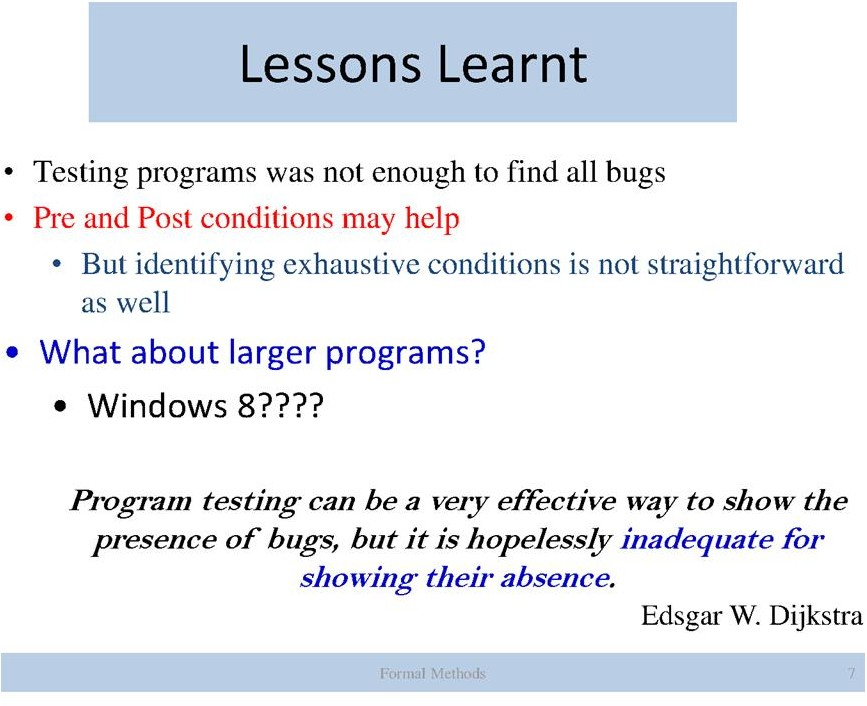 Lessons Learnt
• Testing programs was not enough to find all bugs
• Pre and Post conditions may help
• But identifying exhaustive conditions is not straightforward
as well
• What about larger programs?
• Windows 8????
Program testing can be a very effective way to show the
presence of bugs, but it is hopelessly inadequate for
showing their absence.
Edsgar W. Dijkstra
Formal Methods 7